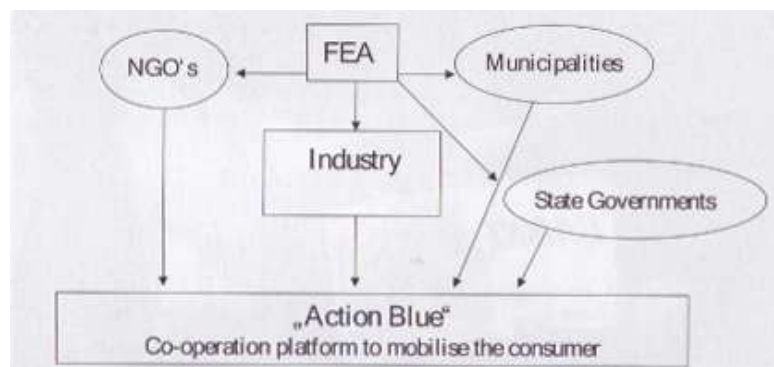 FEA
NGO's
Municipalities
Industry
State Governments
„Action Blue“
Co-operation platform to mobilise the consumer